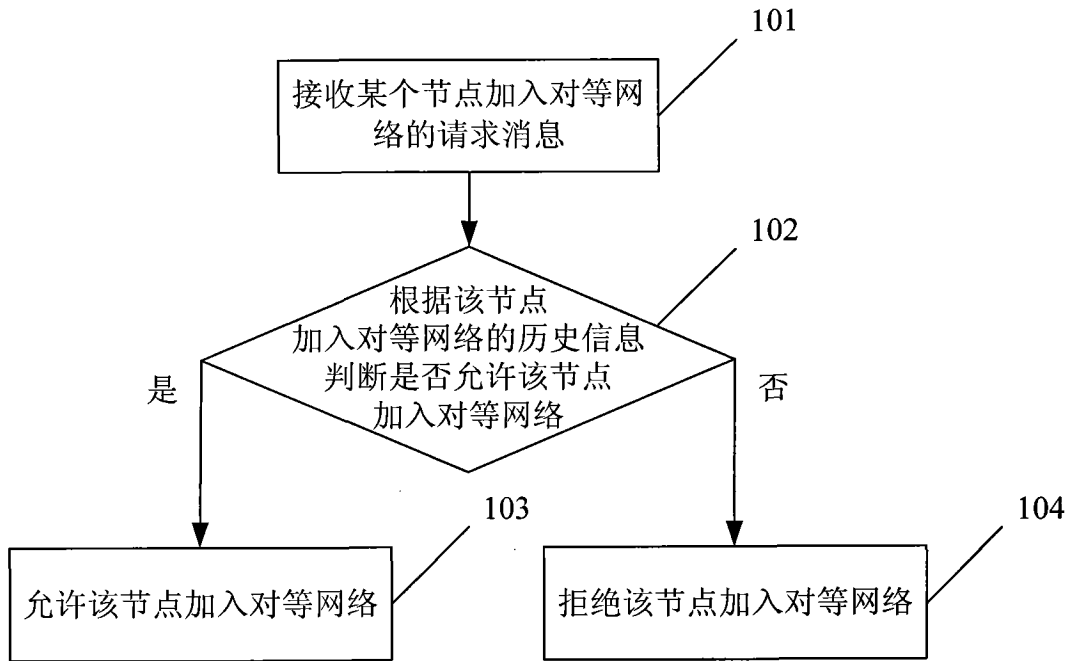 101
接收某个节点加入对等网
络的请求消息
102
根据该节点
加入对等网络的历史信息
判断是否允许该节点
加入对等网络
是
否
103
104
允许该节点加入对等网络
拒绝该节点加入对等网络